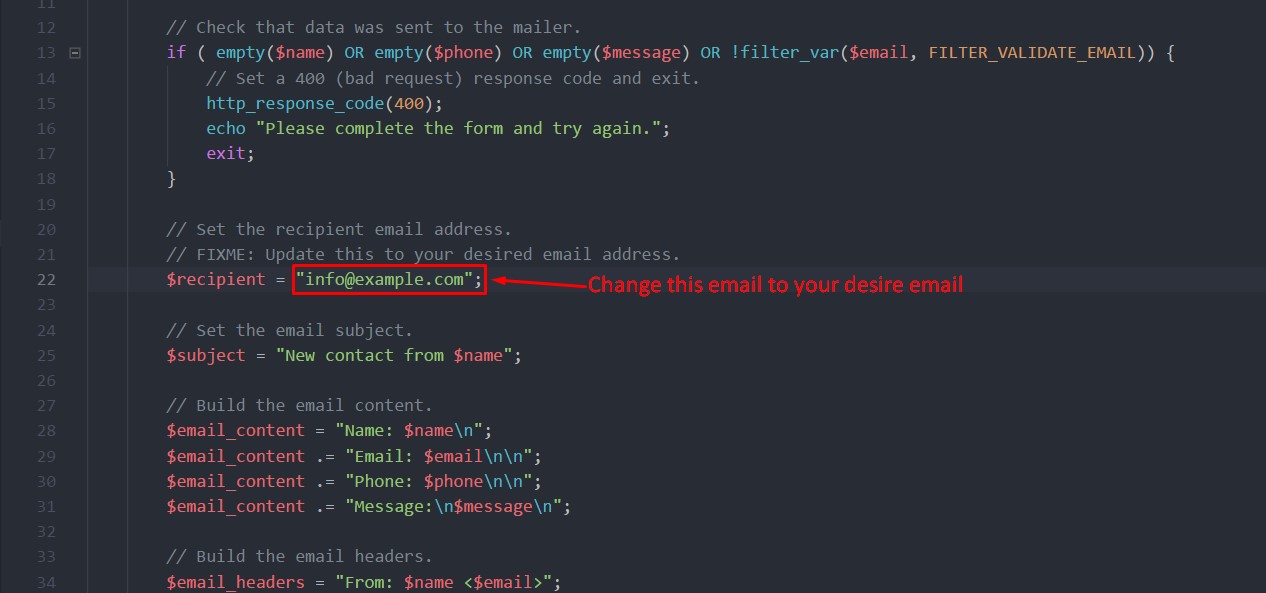 11
12 // Check that data was sent to the mailer.
13 if ( empty($name) OR empty($phone) OR empty($message) OR !filter_var($email, FILTER_VALIDATE_EMAIL)) {
14 // Set a 400 (bad request) response code and exit.
15 http_response_code(400);
16 echo "Please complete the form and try again.";
17 exit;
18 }
19
20 // Set the recipient email address.
21 // FIXME: Update this to your desired email address.
22 $recipient = "info@example.com"; Change this email to your desire email
23
24 // Set the email subject.
25 $subject = "New contact from $name";
26
27 // Build the email content.
28 $email_content = "Name: $name\n";
29 $email_content .= "Email: $email\n\n";
30 $email_content .= "Phone: $phone\n\n";
31 $email_content .= "Message:\n$message\n";
32
33 // Build the email headers.
34 $email_headers = "From: $name <$email>";